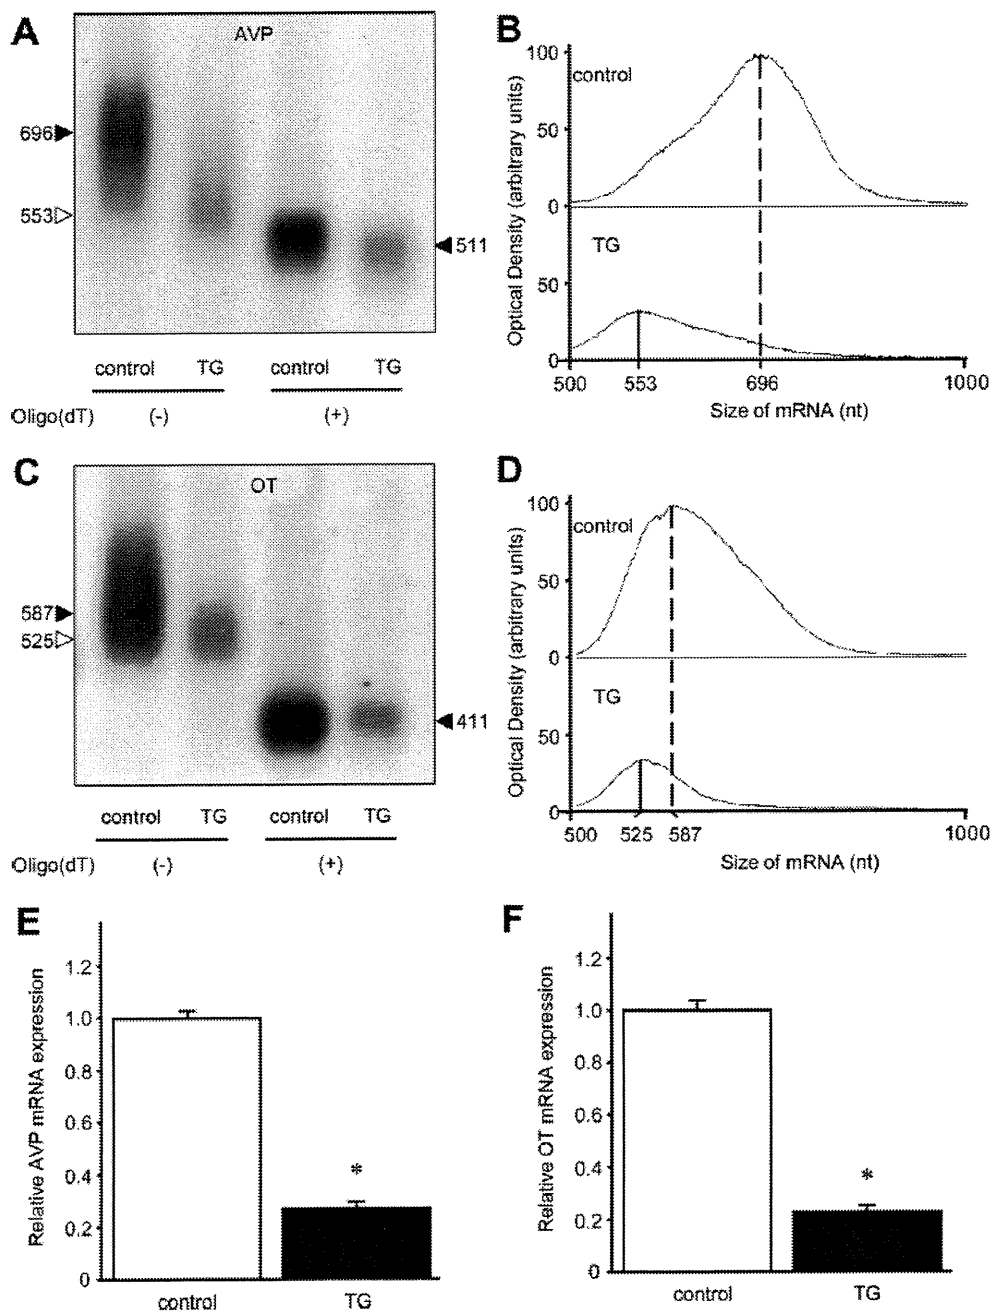 A
AVP
696
553
511
control TG control TG
Oligo(dT) (-) (+)
B
Optical Density (arbitrary units)
100
control
50
0
TG
50
0
500 553 696 1000
Size of mRNA (nt)
C
OT
587
525
411
control TG control TG
Oligo(dT) (-) (+)
D
Optical Density (arbitrary units)
100
control
50
0
TG
50
0
500 525 587 1000
Size of mRNA (nt)
E
Relative AVP mRNA expression
1.2
1.0
0.8
0.6
0.4
0.2
0
*
control TG
F
Relative OT mRNA expression
1.2
1.0
0.8
0.6
0.4
0.2
0
*
control TG